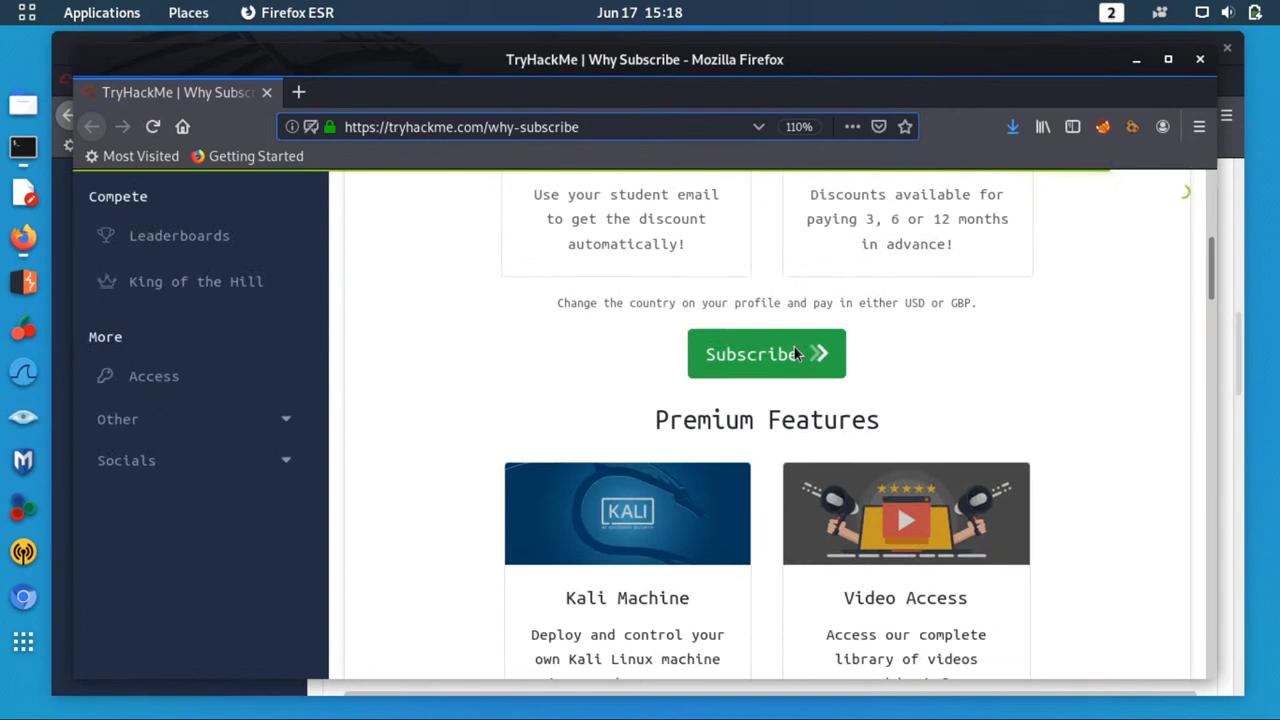 Applications Places Firefox ESR Jun 17 15:18 2
TryHackMe | Why Subscribe - Mozilla Firefox
TryHackMe | Why Subsc
https://tryhackme.com/why-subscribe 110%
Most Visited Getting Started
Compete
Leaderboards
King of the Hill
More
Access
Other
Socials
Use your student email
to get the discount
automatically!
Discounts available for
paying 3, 6 or 12 months
in advance!
Change the country on your profile and pay in either USD or GBP.
Subscribe
Premium Features
KALI
Kali Machine
Deploy and control your
own Kali Linux machine
Video Access
Access our complete
library of videos